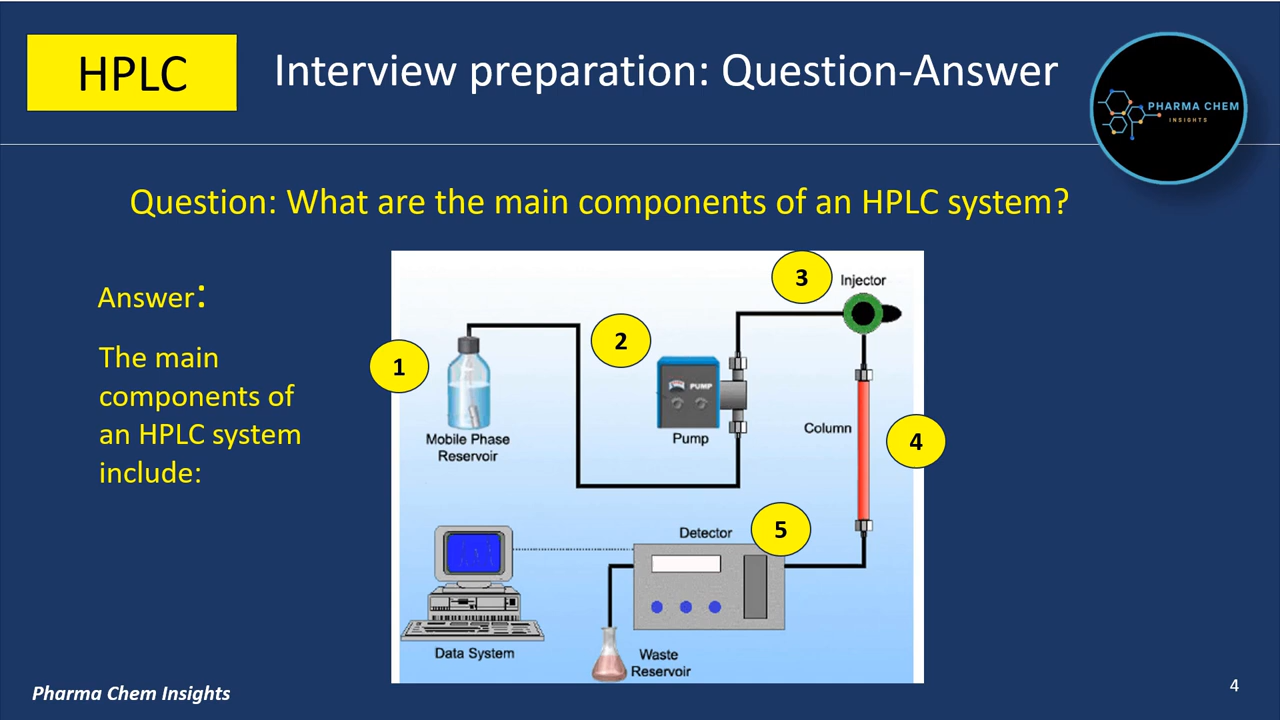 HPLC
Interview preparation: Question-Answer
PHARMA CHEM
INSIGHTS
Question: What are the main components of an HPLC system?
Answer:
The main
components of
an HPLC system
include:
1
2
3
4
5
Injector
Mobile Phase
Reservoir
PUMP
Pump
Column
Detector
Data System
Waste
Reservoir
Pharma Chem Insights
4